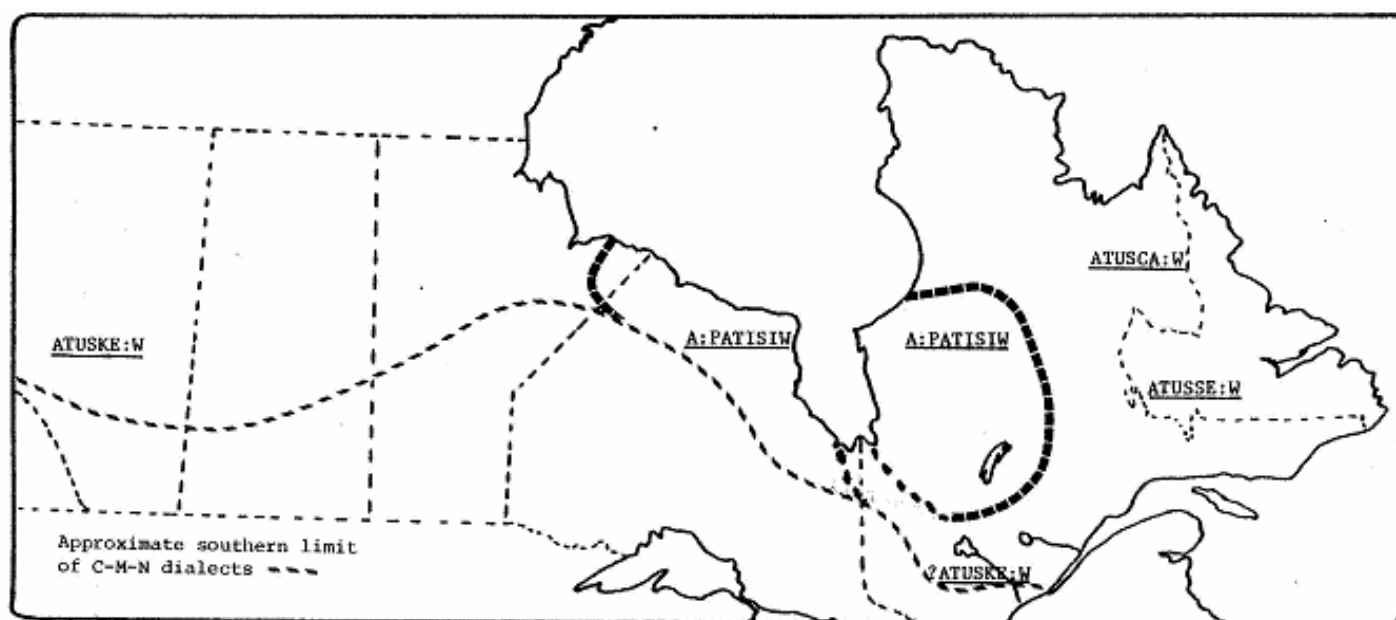 ATUSCA:W
ATUSKE:W
A:PATISIW
A:PATISIW
ATUSSE:W
Approximate southern limit
of C-M-N dialects
?ATUSKE:W